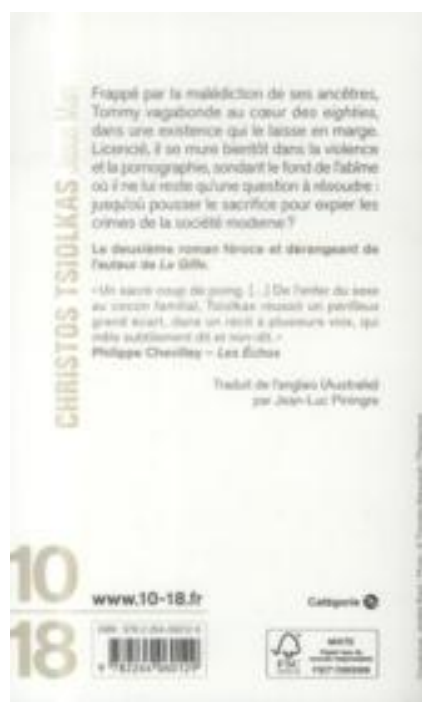 CHRISTOS TSIOLKAS Jesus Man
Frappé par la malédiction de ses ancêtres,
Tommy vagabonde au cœur des eighties,
dans une existence qui le laisse en marge.
Licencié, il se mure bientôt dans la violence
et la pornographie, sondant le fond de l'abîme
où il ne lui reste qu'une question à résoudre :
jusqu'où pousser le sacrifice pour expier les
crimes de la société moderne ?
Le deuxième roman féroce et dérangeant de
l'auteur de La Gifle.
« Un sacré coup de poing. [...] De l'enfer du sexe
au cocon familial, Tsiolkas réussit un périlleux
grand écart, dans un récit à plusieurs voix, qui
mêle subtilement dit et non-dit. »
Philippe Chevilley – Les Échos
Traduit de l'anglais (Australie)
par Jean-Luc Piningre
10
18
www.10-18.fr
Catégorie
FSC
MIXTE